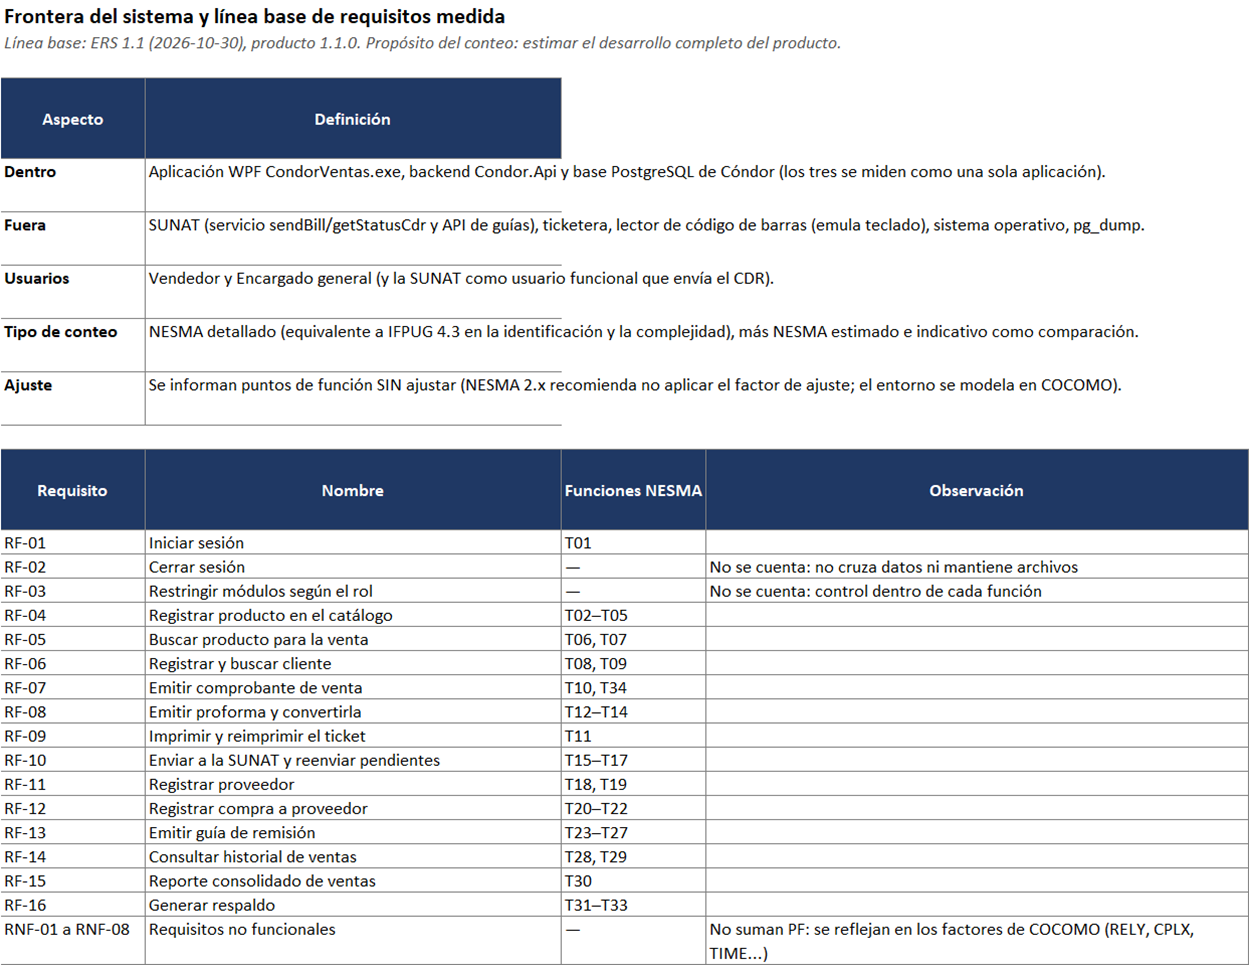 Frontera del sistema y línea base de requisitos medida
Línea base: ERS 1.1 (2026-10-30), producto 1.1.0. Propósito del conteo: estimar el desarrollo completo del producto.
Aspecto Definición
Dentro Aplicación WPF CondorVentas.exe, backend Condor.Api y base PostgreSQL de Cóndor (los tres se miden como una sola aplicación).
Fuera SUNAT (servicio sendBill/getStatusCdr y API de guías), ticketera, lector de código de barras (emula teclado), sistema operativo, pg_dump.
Usuarios Vendedor y Encargado general (y la SUNAT como usuario funcional que envía el CDR).
Tipo de conteo NESMA detallado (equivalente a IFPUG 4.3 en la identificación y la complejidad), más NESMA estimado e indicativo como comparación.
Ajuste Se informan puntos de función SIN ajustar (NESMA 2.x recomienda no aplicar el factor de ajuste; el entorno se modela en COCOMO).
Requisito Nombre Funciones NESMA Observación
RF-01 Iniciar sesión T01
RF-02 Cerrar sesión — No se cuenta: no cruza datos ni mantiene archivos
RF-03 Restringir módulos según el rol — No se cuenta: control dentro de cada función
RF-04 Registrar producto en el catálogo T02–T05
RF-05 Buscar producto para la venta T06, T07
RF-06 Registrar y buscar cliente T08, T09
RF-07 Emitir comprobante de venta T10, T34
RF-08 Emitir proforma y convertirla T12–T14
RF-09 Imprimir y reimprimir el ticket T11
RF-10 Enviar a la SUNAT y reenviar pendientes T15–T17
RF-11 Registrar proveedor T18, T19
RF-12 Registrar compra a proveedor T20–T22
RF-13 Emitir guía de remisión T23–T27
RF-14 Consultar historial de ventas T28, T29
RF-15 Reporte consolidado de ventas T30
RF-16 Generar respaldo T31–T33
RNF-01 a RNF-08 Requisitos no funcionales — No suman PF: se reflejan en los factores de COCOMO (RELY, CPLX,
TIME...)